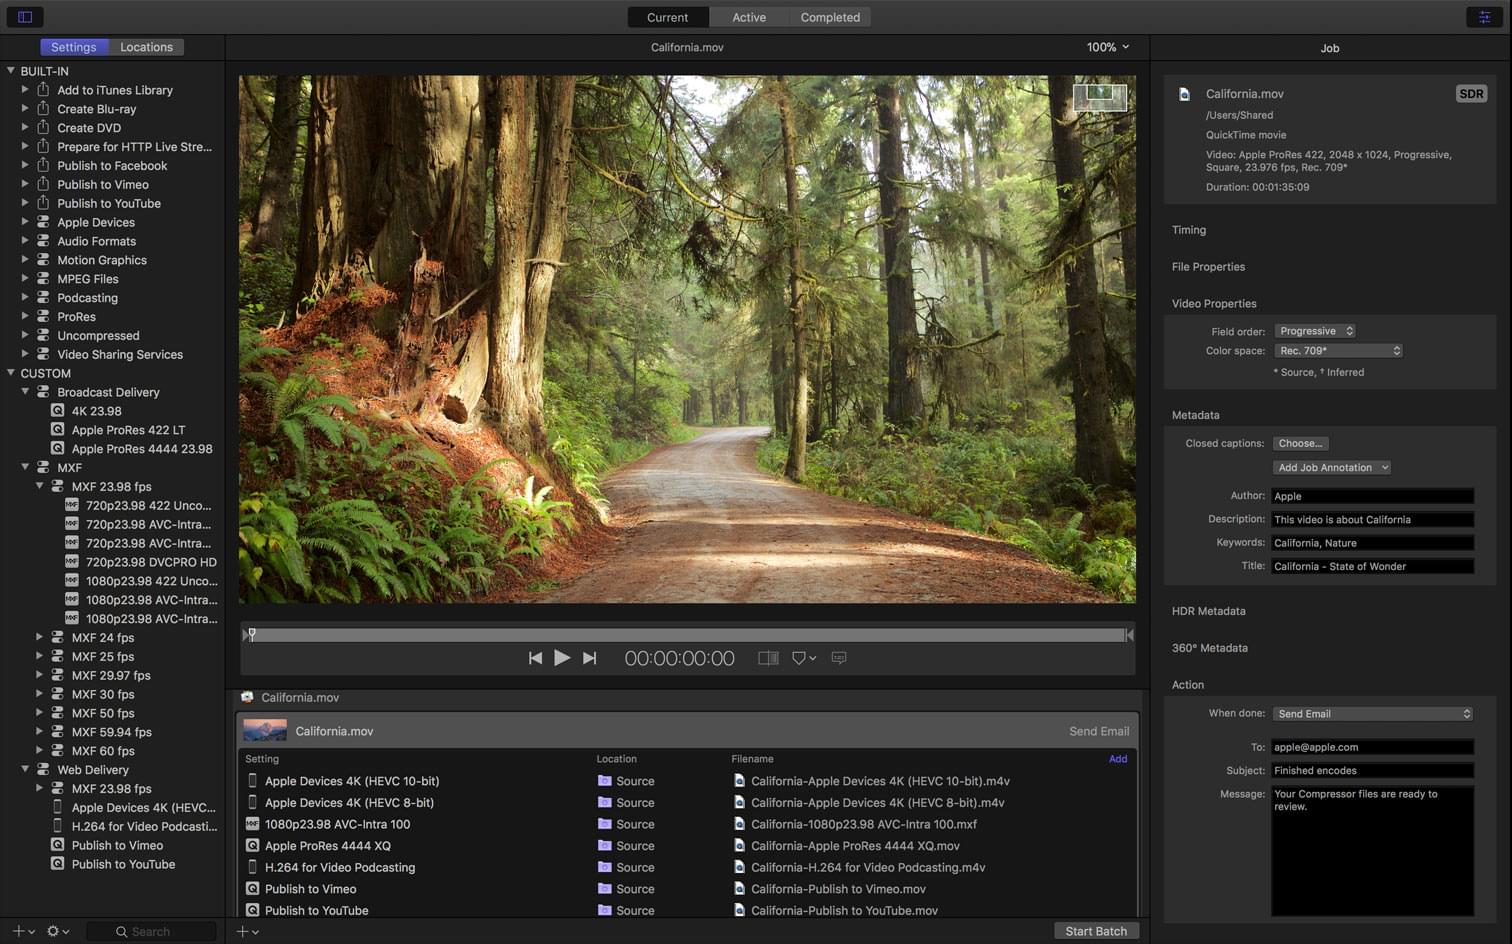 Current
Active
Completed
Settings
Locations
California.mov
100%
Job
BUILT-IN
Add to iTunes Library
Create Blu-ray
Create DVD
Prepare for HTTP Live Stre...
Publish to Facebook
Publish to Vimeo
Publish to YouTube
Apple Devices
Audio Formats
Motion Graphics
MPEG Files
Podcasting
ProRes
Uncompressed
Video Sharing Services
CUSTOM
Broadcast Delivery
4K 23.98
Apple ProRes 422 LT
Apple ProRes 4444 23.98
MXF
MXF 23.98 fps
720p23.98 422 Unco...
720p23.98 AVC-Intra...
720p23.98 AVC-Intra...
720p23.98 DVCPRO HD
1080p23.98 422 Unco...
1080p23.98 AVC-Intra...
1080p23.98 AVC-Intra...
MXF 24 fps
MXF 25 fps
MXF 29.97 fps
MXF 30 fps
MXF 50 fps
MXF 59.94 fps
MXF 60 fps
Web Delivery
MXF 23.98 fps
Apple Devices 4K (HEVC...
H.264 for Video Podcasti...
Publish to Vimeo
Publish to YouTube
Search
00:00:00:00
California.mov
California.mov
Send Email
Setting
Location
Filename
Add
Apple Devices 4K (HEVC 10-bit)
Source
California-Apple Devices 4K (HEVC 10-bit).m4v
Apple Devices 4K (HEVC 8-bit)
Source
California-Apple Devices 4K (HEVC 8-bit).m4v
MXF
1080p23.98 AVC-Intra 100
Source
California-1080p23.98 AVC-Intra 100.mxf
Apple ProRes 4444 XQ
Source
California-Apple ProRes 4444 XQ.mov
H.264 for Video Podcasting
Source
California-H.264 for Video Podcasting.m4v
Publish to Vimeo
Source
California-Publish to Vimeo.mov
Publish to YouTube
Source
California-Publish to YouTube.mov
Start Batch
California.mov
SDR
/Users/Shared
QuickTime movie
Video: Apple ProRes 422, 2048 x 1024, Progressive,
Square, 23.976 fps, Rec. 709*
Duration: 00:01:35:09
Timing
File Properties
Video Properties
Field order:
Progressive
Color space:
Rec. 709*
* Source, † Inferred
Metadata
Closed captions:
Choose...
Add Job Annotation
Author:
Apple
Description:
This video is about California
Keywords:
California, Nature
Title:
California - State of Wonder
HDR Metadata
360° Metadata
Action
When done:
Send Email
To:
apple@apple.com
Subject:
Finished encodes
Message:
Your Compressor files are ready to
review.